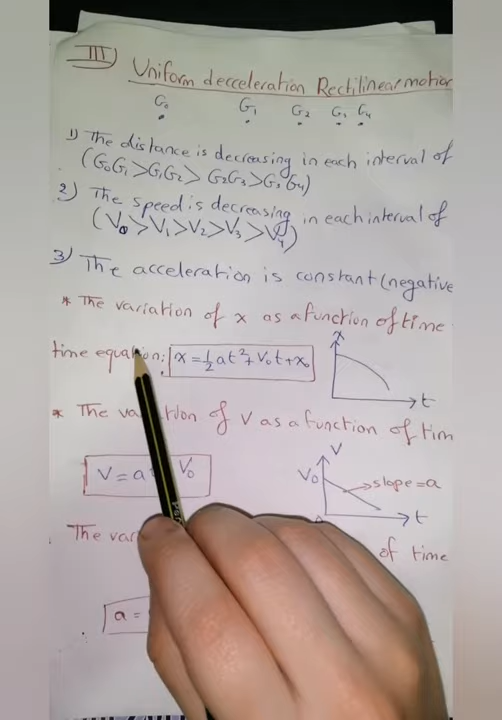 III)
Uniform decceleration Rectilinear motion
G₀ G₁ G₂ G₃ G₄
1) The distance is decreasing in each interval of
(G₀G₁ > G₁G₂ > G₂G₃ > G₃G₄)
2) The speed is decreasing in each interval of
(V₀ > V₁ > V₂ > V₃ > V₄)
3) The acceleration is constant (negative
* The variation of x as a function of time
x
time equation: x = ½at² + V₀t + x₀
t
* The of V as a function of tim
V
V₀
V = a V₀
slope = a
t
The of time
a =